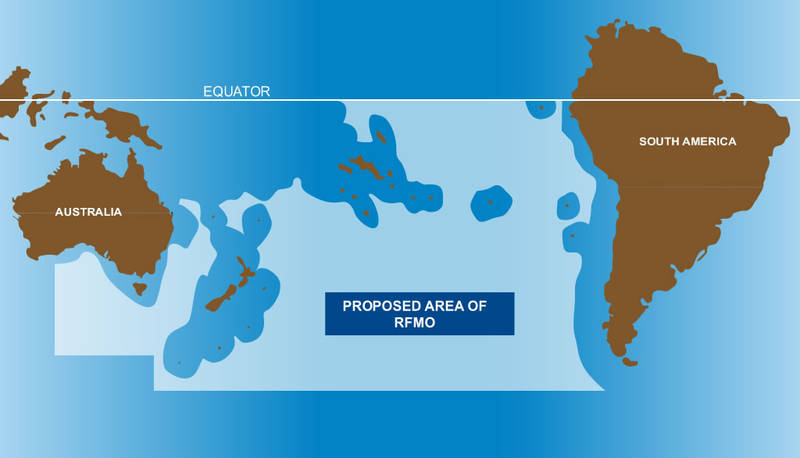 EQUATOR
SOUTH AMERICA
AUSTRALIA
PROPOSED AREA OF
RFMO